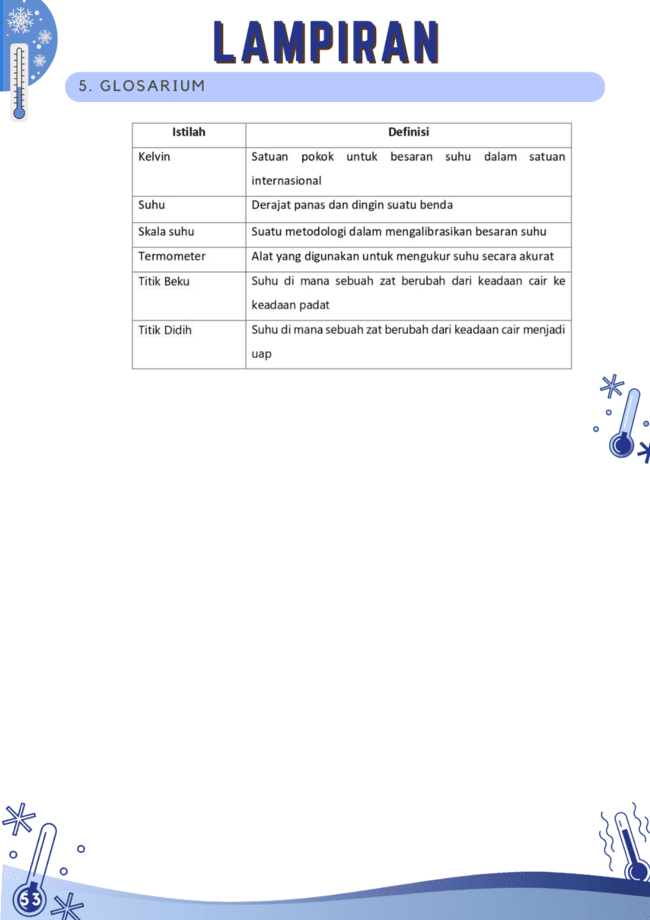 LAMPIRAN
5. GLOSARIUM
Istilah Definisi
Kelvin Satuan pokok untuk besaran suhu dalam satuan
internasional
Suhu Derajat panas dan dingin suatu benda
Skala suhu Suatu metodologi dalam mengalibrasikan besaran suhu
Termometer Alat yang digunakan untuk mengukur suhu secara akurat
Titik Beku Suhu di mana sebuah zat berubah dari keadaan cair ke
keadaan padat
Titik Didih Suhu di mana sebuah zat berubah dari keadaan cair menjadi
uap
53